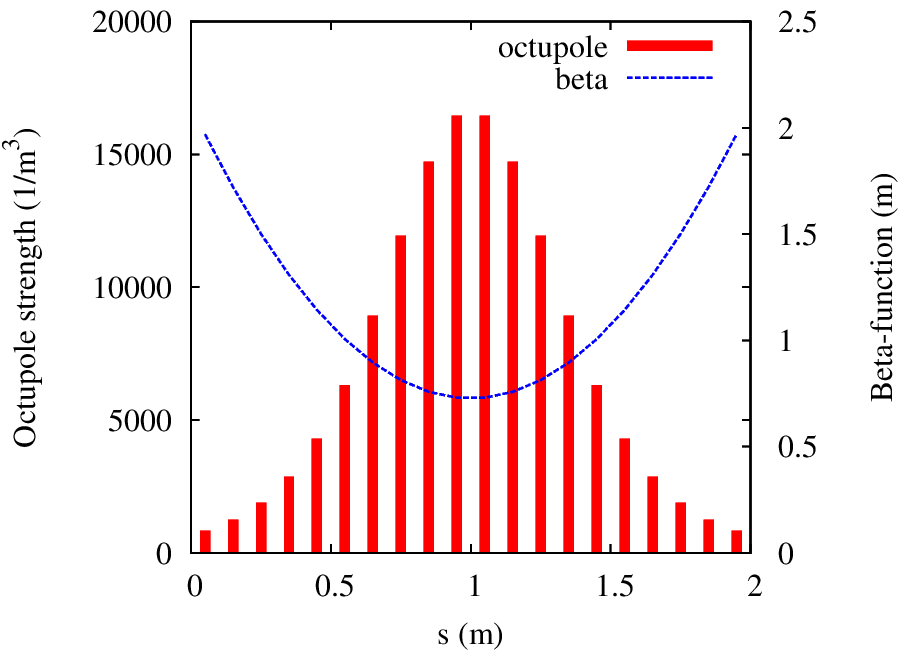 20000
15000
10000
5000
0
Octupole strength (1/m³)
octupole
beta
2.5
2
1.5
1
0.5
0
Beta-function (m)
0 0.5 1 1.5 2
s (m)